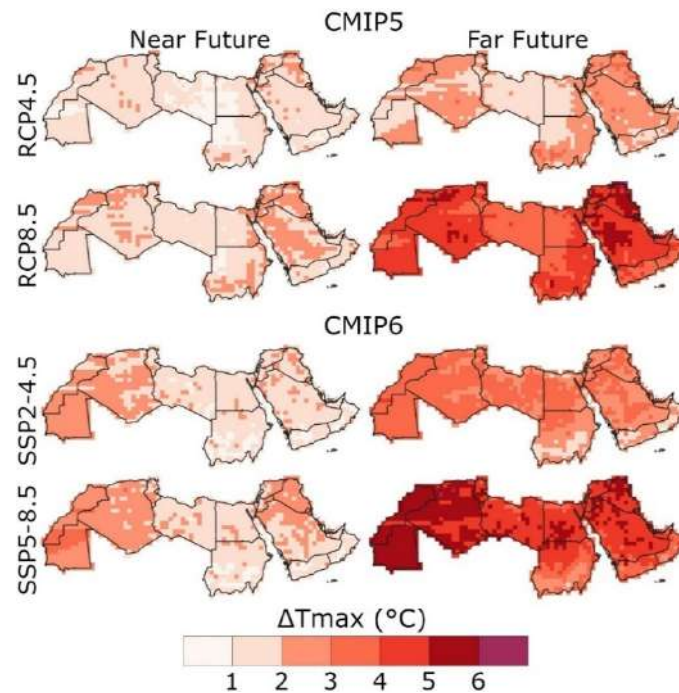 CMIP5
Near Future Far Future
RCP4.5
RCP8.5
CMIP6
SSP2-4.5
SSP5-8.5
ΔTmax (°C)
1 2 3 4 5 6